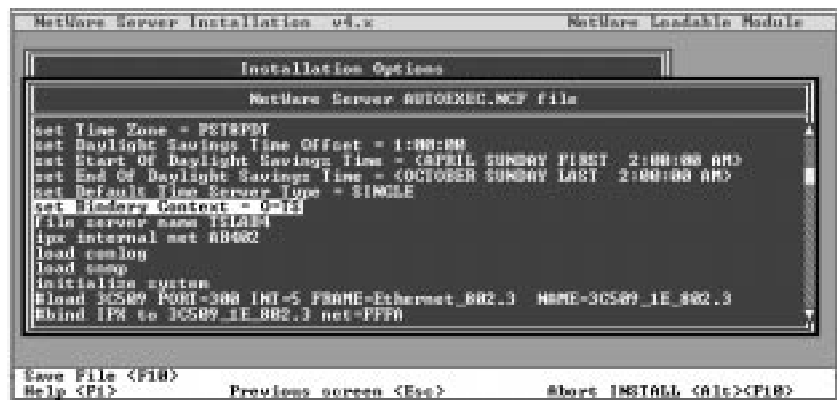 NetWare Server Installation v4.x NetWare Loadable Module
Installation Options
NetWare Server AUTOEXEC.NCF file
set Time Zone = PST8PDT
set Daylight Savings Time Offset = 1:00:00
set Start Of Daylight Savings Time = (APRIL SUNDAY FIRST 2:00:00 AM)
set End Of Daylight Savings Time = (OCTOBER SUNDAY LAST 2:00:00 AM)
set Default Time Server Type = SINGLE
set Bindery Context = O=TS
file server name
ipx internal net
load conlog
load snmp
initialize system
#load 3C509 PORT=300 INT=5 FRAME=Ethernet_802.3 NAME=3C509_1E_802.3
#bind IPX to 3C509_1E_802.3 net=FFFA
Save File <F10>
Help <F1> Previous screen <Esc> Abort INSTALL <Alt><F10>